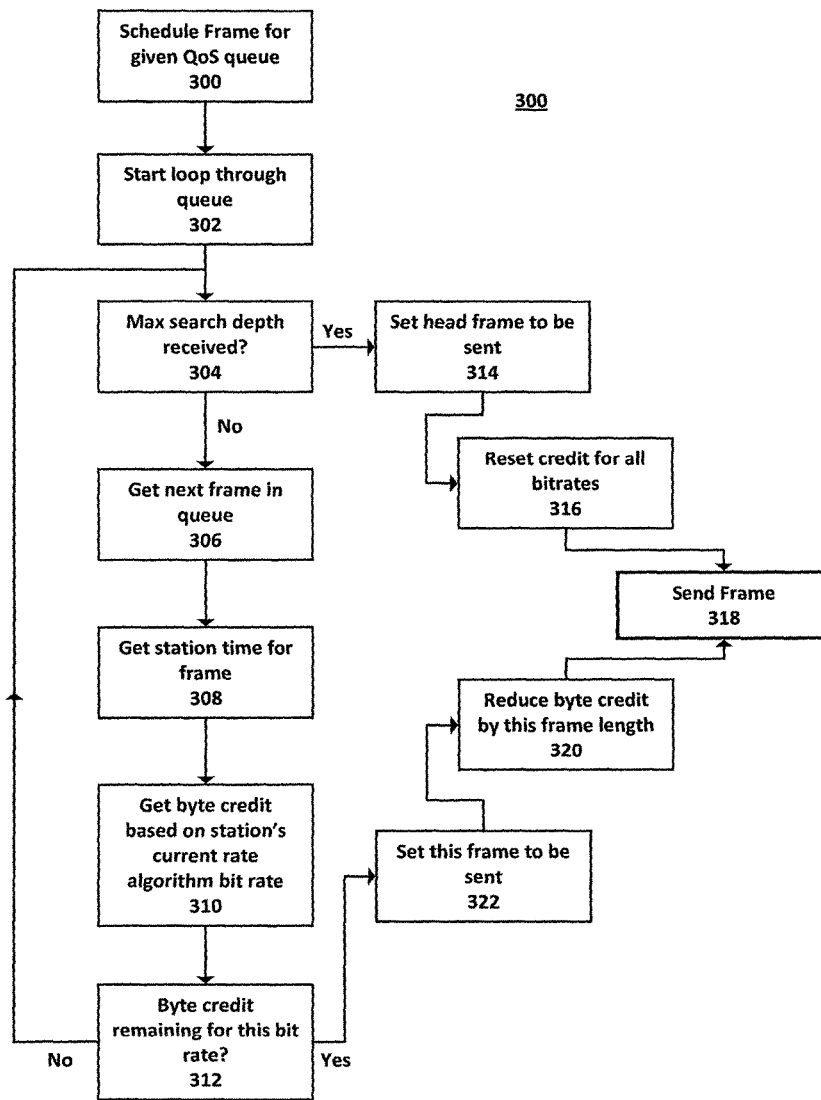 Schedule Frame for
given QoS queue
300
300
Start loop through
queue
302
Max search depth
received?
304
Yes
Set head frame to be
sent
314
No
Reset credit for all
bitrates
316
Get next frame in
queue
306
Send Frame
318
Get station time for
frame
308
Reduce byte credit
by this frame length
320
Get byte credit
based on station's
current rate
algorithm bit rate
310
Set this frame to be
sent
322
Byte credit
remaining for this bit
rate?
312
No
Yes